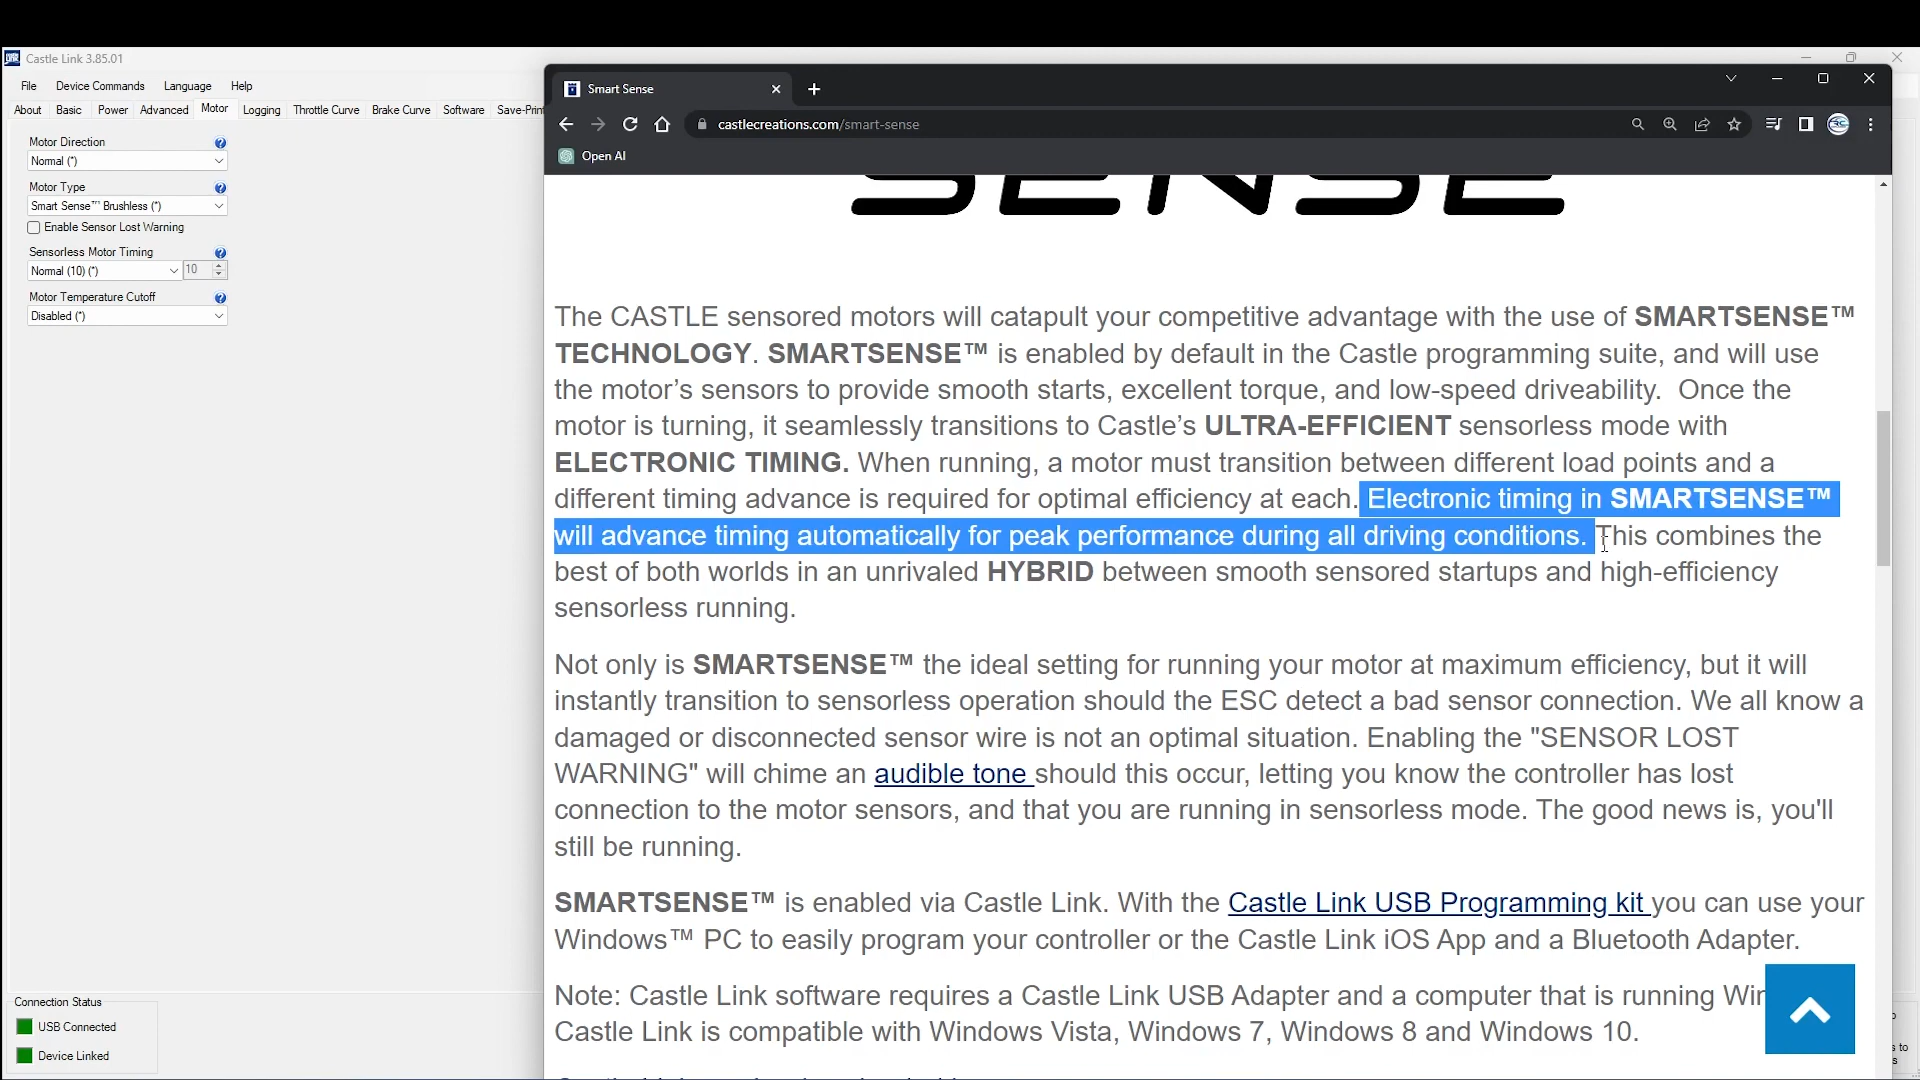 Castle Link 3.85.01
File Device Commands Language Help
About Basic Power Advanced Motor Logging Throttle Curve Brake Curve Software Save-Print
Motor Direction
Normal (*)
Motor Type
Smart Sense™ Brushless (*)
Enable Sensor Lost Warning
Sensorless Motor Timing
Normal (10) (*) 10
Motor Temperature Cutoff
Disabled (*)
Connection Status
USB Connected
Device Linked
Smart Sense
castlecreations.com/smart-sense
Open AI
SENSE
The CASTLE sensored motors will catapult your competitive advantage with the use of SMARTSENSE™
TECHNOLOGY. SMARTSENSE™ is enabled by default in the Castle programming suite, and will use
the motor’s sensors to provide smooth starts, excellent torque, and low-speed driveability. Once the
motor is turning, it seamlessly transitions to Castle’s ULTRA-EFFICIENT sensorless mode with
ELECTRONIC TIMING. When running, a motor must transition between different load points and a
different timing advance is required for optimal efficiency at each. Electronic timing in SMARTSENSE™
will advance timing automatically for peak performance during all driving conditions. This combines the
best of both worlds in an unrivaled HYBRID between smooth sensored startups and high-efficiency
sensorless running.
Not only is SMARTSENSE™ the ideal setting for running your motor at maximum efficiency, but it will
instantly transition to sensorless operation should the ESC detect a bad sensor connection. We all know a
damaged or disconnected sensor wire is not an optimal situation. Enabling the "SENSOR LOST
WARNING" will chime an audible tone should this occur, letting you know the controller has lost
connection to the motor sensors, and that you are running in sensorless mode. The good news is, you'll
still be running.
SMARTSENSE™ is enabled via Castle Link. With the Castle Link USB Programming kit you can use your
Windows™ PC to easily program your controller or the Castle Link iOS App and a Bluetooth Adapter.
Note: Castle Link software requires a Castle Link USB Adapter and a computer that is running Win
Castle Link is compatible with Windows Vista, Windows 7, Windows 8 and Windows 10.